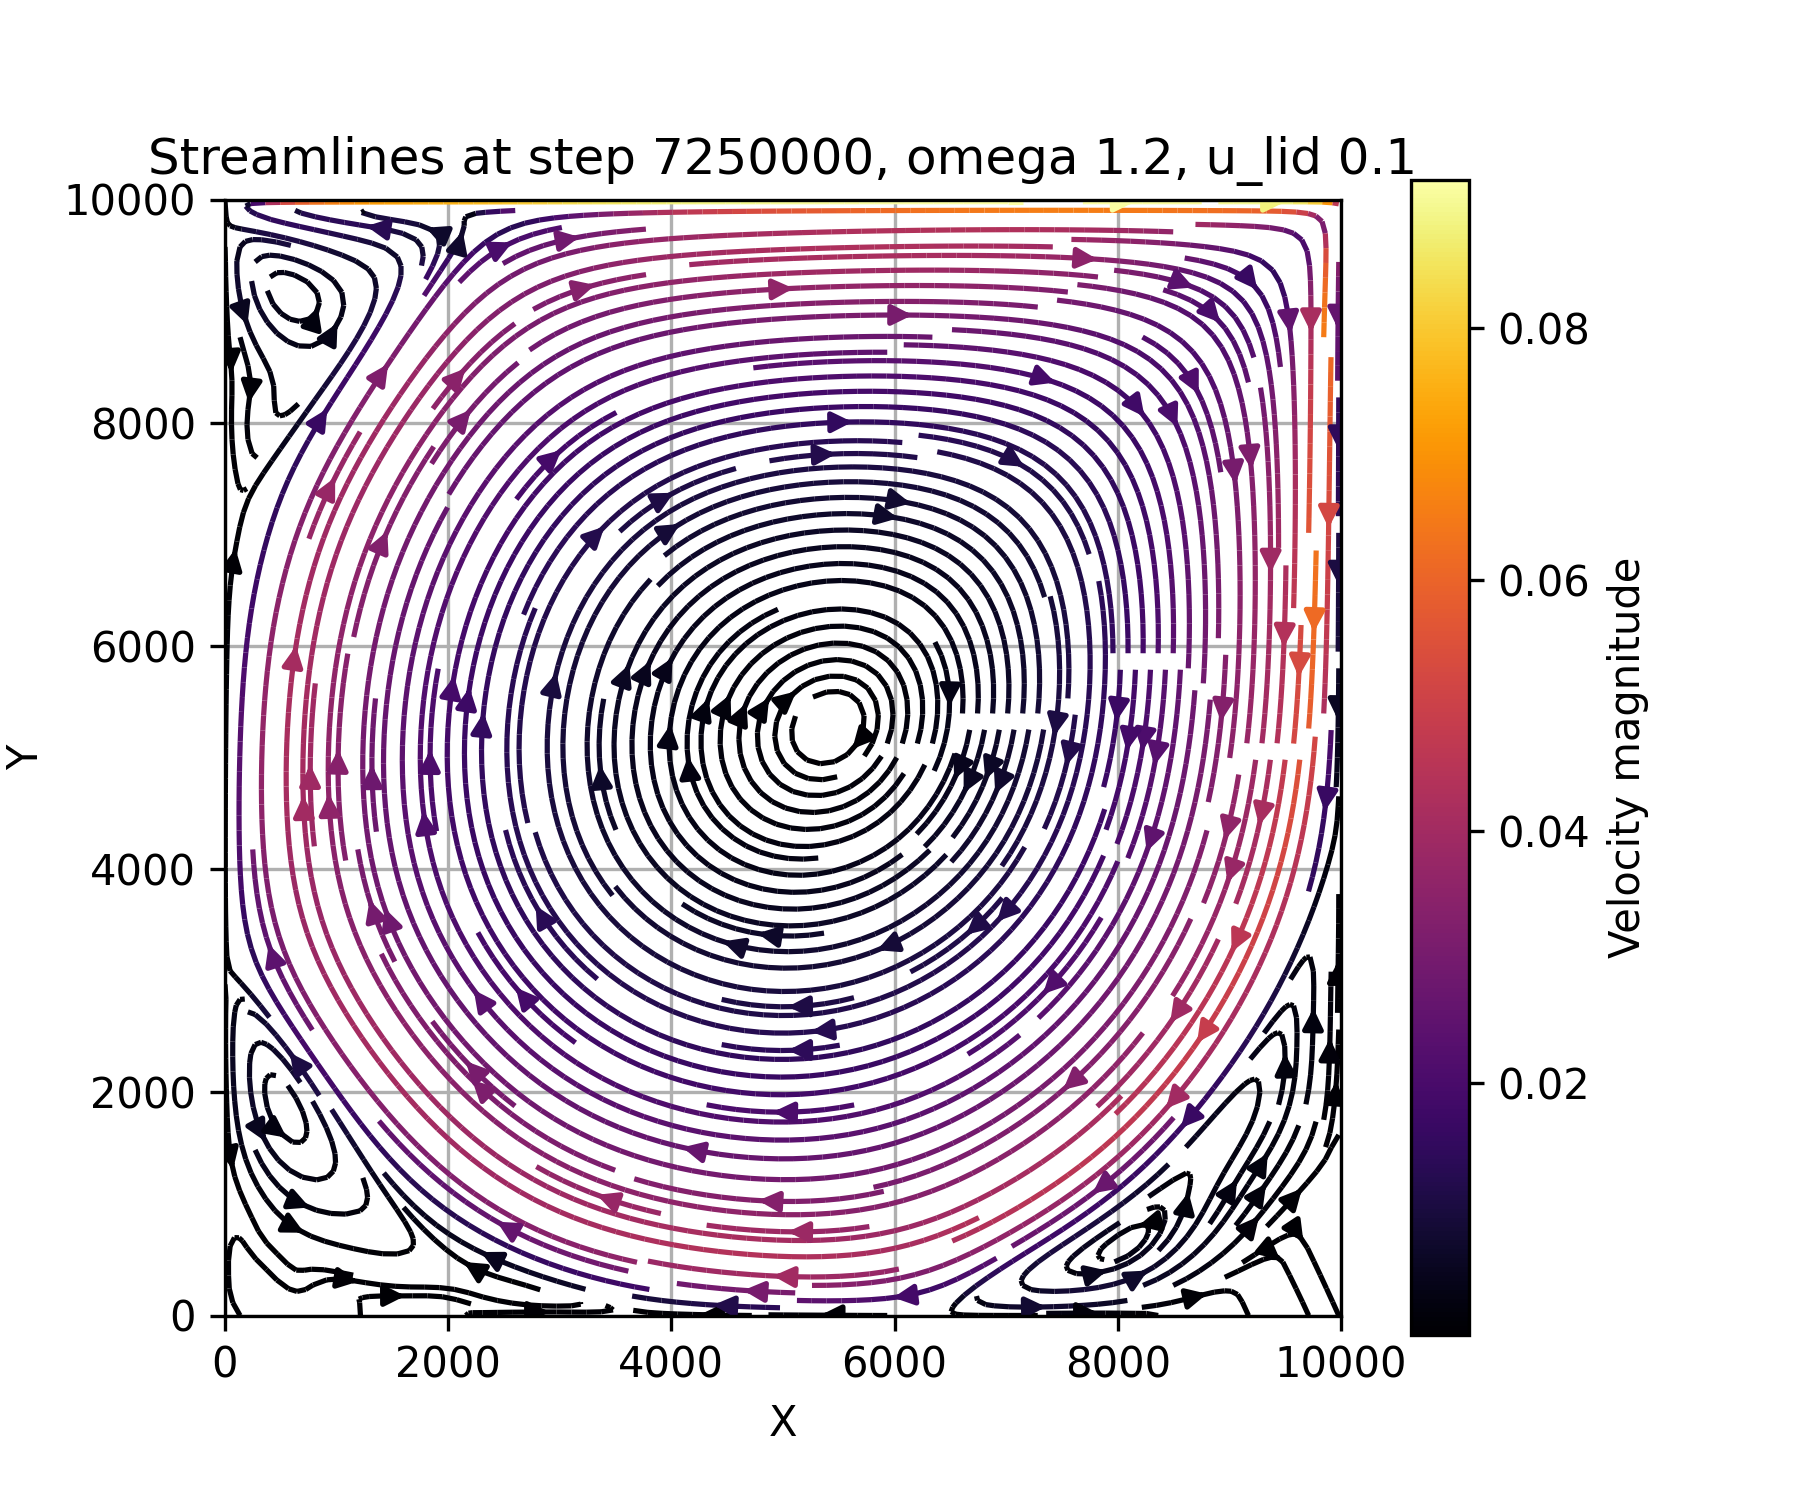 Streamlines at step 7250000, omega 1.2, u_lid 0.1
10000
8000
6000
4000
2000
0
Y
0 2000 4000 6000 8000 10000
X
0.08
0.06
0.04
0.02
Velocity magnitude